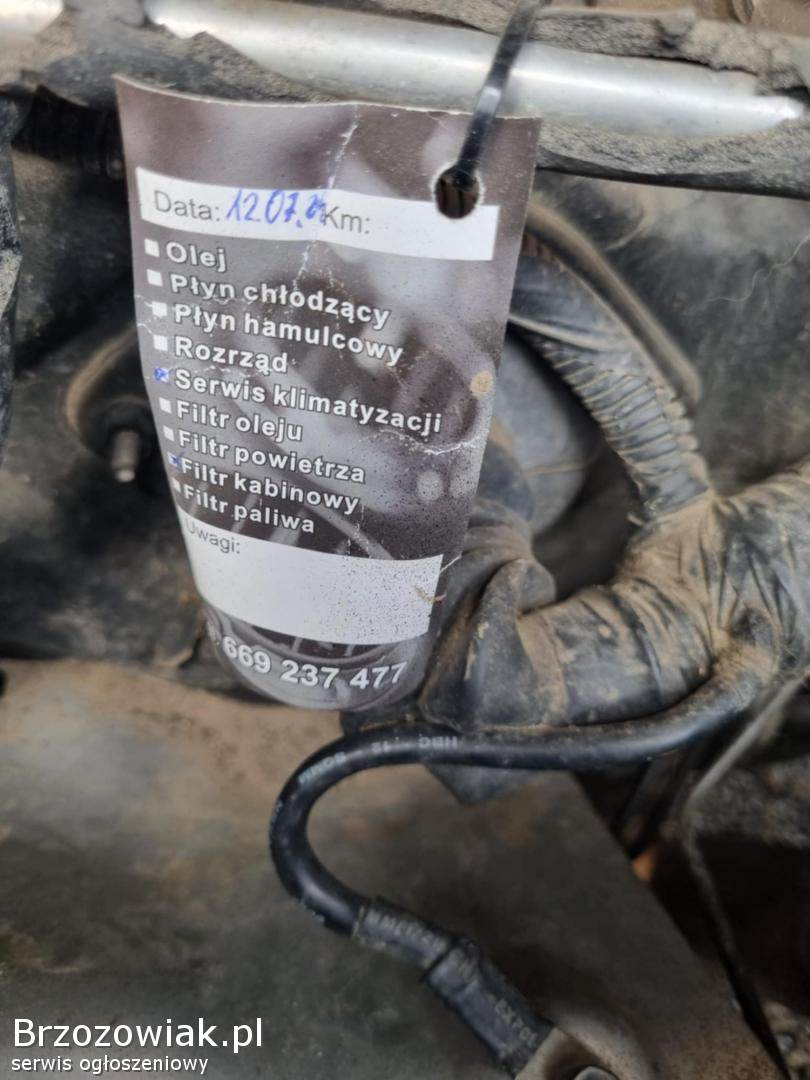 Data: 12.07. Km:
Olej
Płyn chłodzący
Płyn hamulcowy
Rozrząd
Serwis klimatyzacji
Filtr oleju
Filtr powietrza
Filtr kabinowy
Filtr paliwa
Uwagi:
669 237 477
Brzozowiak.pl
serwis ogłoszeniowy